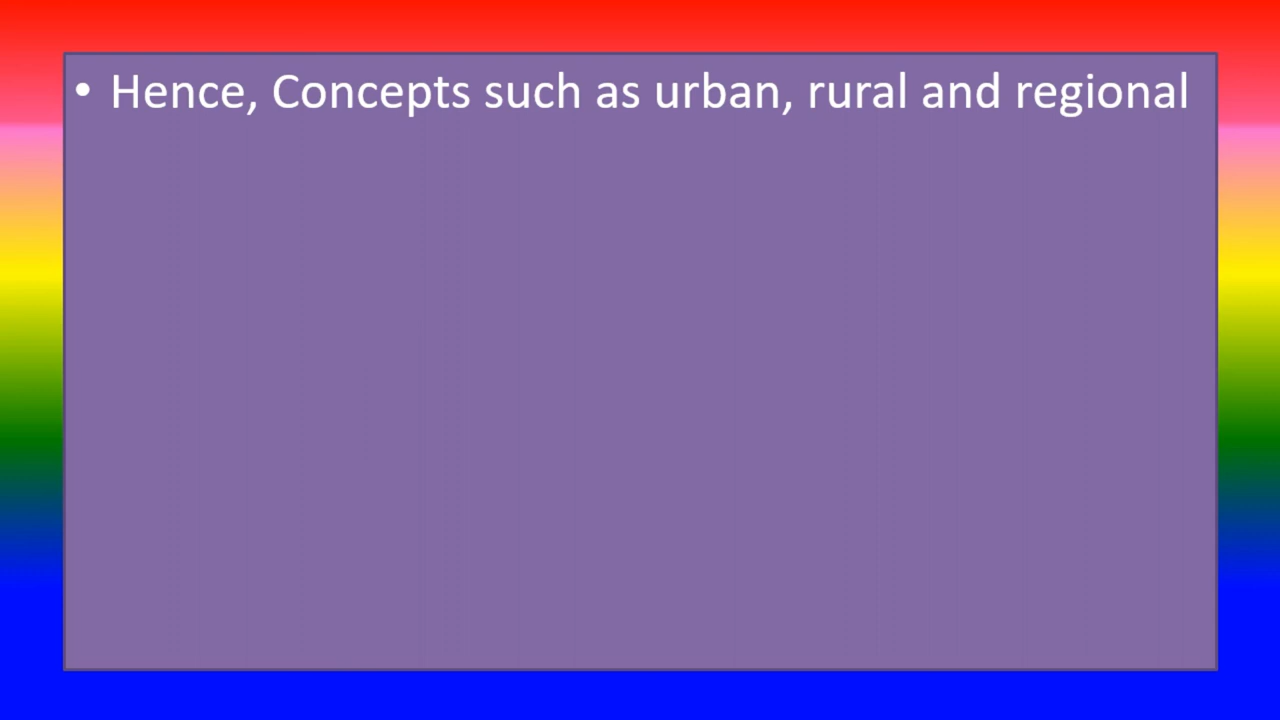 • Hence, Concepts such as urban, rural and regional